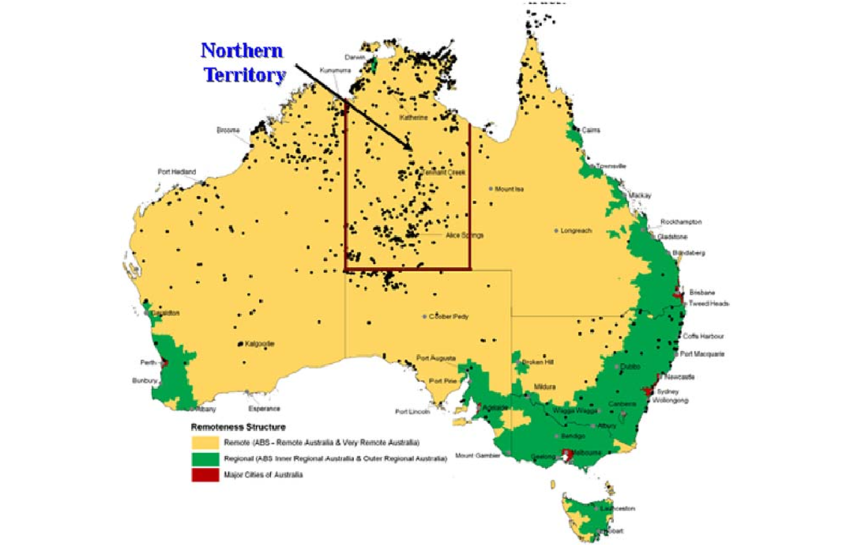 Northern
Territory
Darwin
Kununurra
Katherine
Broome
Cairns
Port Hedland
Tennant Creek
Townsville
Mount Isa
Mackay
Rockhampton
Longreach
Gladstone
Alice Springs
Bundaberg
Brisbane
Tweed Heads
Geraldton
Coober Pedy
Coffs Harbour
Kalgoorlie
Port Macquarie
Perth
Port Augusta
Broken Hill
Dubbo
Newcastle
Bunbury
Port Pirie
Mildura
Sydney
Wollongong
Albany
Esperance
Port Lincoln
Adelaide
Wagga Wagga
Canberra
Albury
Remoteness Structure
Remote (ABS - Remote Australia & Very Remote Australia)
Bendigo
Regional (ABS Inner Regional Australia & Outer Regional Australia)
Mount Gambier
Geelong
Melbourne
Major Cities of Australia
Launceston
Hobart